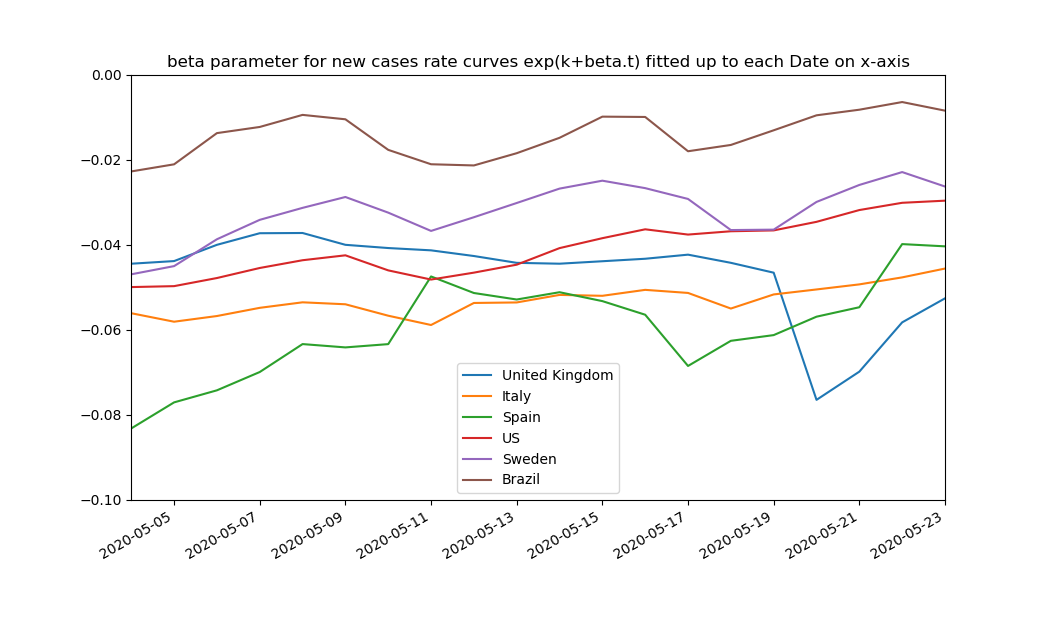 beta parameter for new cases rate curves exp(k+beta.t) fitted up to each Date on x-axis
0.00
−0.02
−0.04
−0.06
−0.08
−0.10
United Kingdom
Italy
Spain
US
Sweden
Brazil
2020-05-05
2020-05-07
2020-05-09
2020-05-11
2020-05-13
2020-05-15
2020-05-17
2020-05-19
2020-05-21
2020-05-23